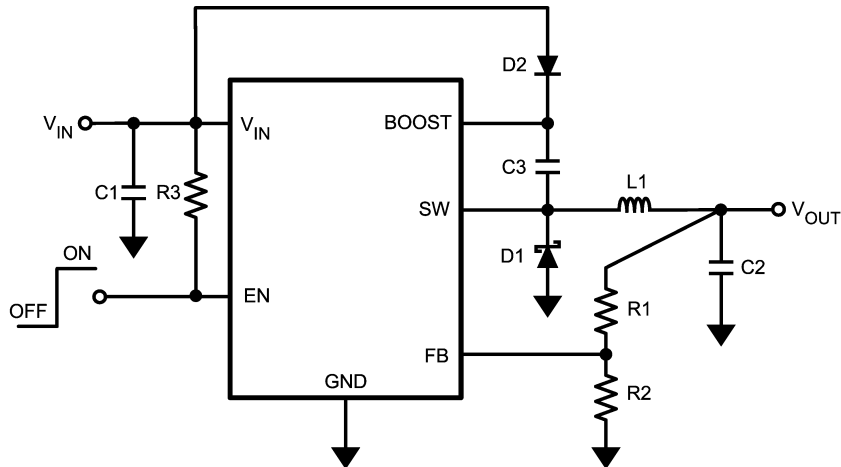 D2
V_IN
V_IN
BOOST
C1
R3
C3
L1
SW
V_OUT
ON
D1
C2
OFF
EN
R1
FB
GND
R2